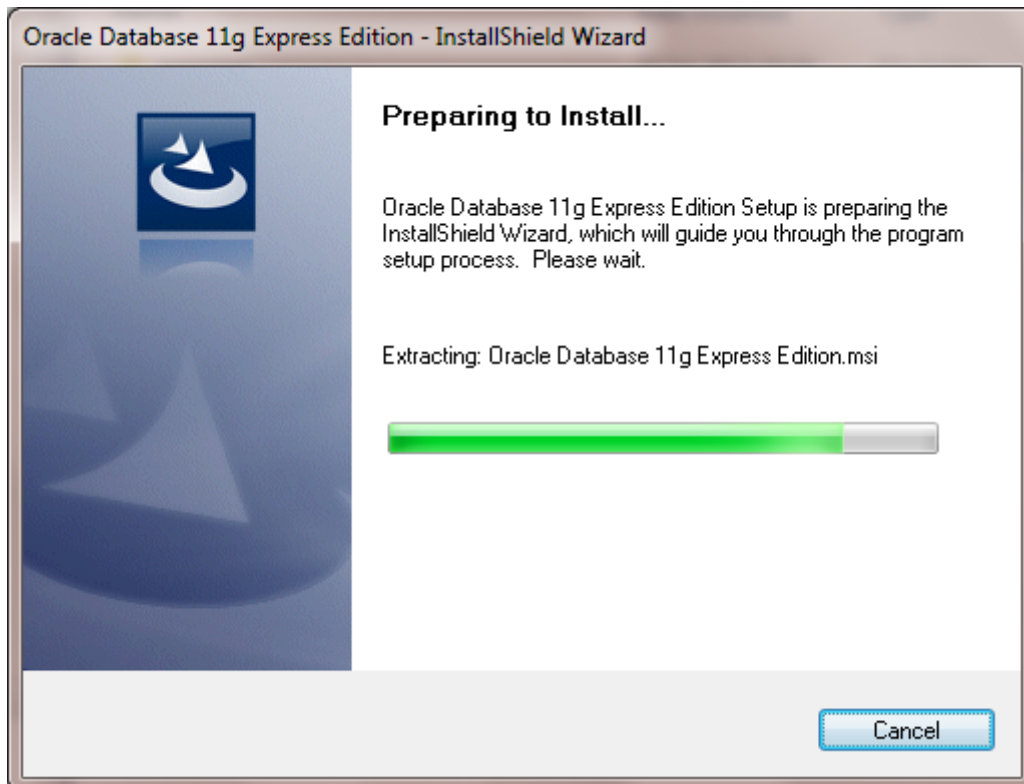 Oracle Database 11g Express Edition - InstallShield Wizard
Preparing to Install...
Oracle Database 11g Express Edition Setup is preparing the
InstallShield Wizard, which will guide you through the program
setup process.  Please wait.
Extracting: Oracle Database 11g Express Edition.msi
Cancel